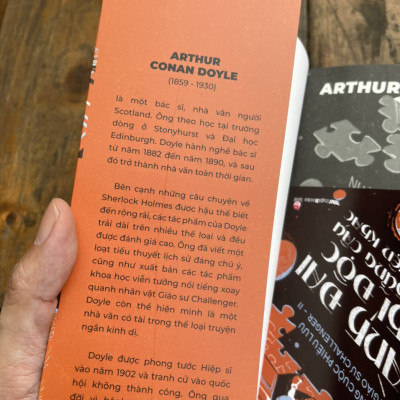 ARTHUR
CONAN DOYLE
(1859 - 1930)
là một bác sĩ, nhà văn người
Scotland. Ông theo học tại trường
dòng ở Stonyhurst và Đại học
Edinburgh. Doyle hành nghề bác sĩ
từ năm 1882 đến năm 1890, và sau
đó trở thành nhà văn toàn thời gian.
Bên cạnh những câu chuyện về
Sherlock Holmes được hậu thế biết
đến rộng rãi, các tác phẩm của Doyle
trải dài trên nhiều thể loại và đều
được đánh giá cao. Ông đã viết một
loạt tiểu thuyết lịch sử đáng chú ý,
cũng như xuất bản các tác phẩm
khoa học viễn tưởng nổi tiếng xoay
quanh nhân vật Giáo sư Challenger.
Doyle còn thể hiện mình là một
nhà văn có tài trong thể loại truyện
ngắn kinh dị.
Doyle được phong tước Hiệp sĩ
vào năm 1902 và tranh cử vào quốc
hội không thành công. Ông qua
ARTHUR
GIÁO SƯ CHALLENGER - II
CUỘC PHIÊU LƯU